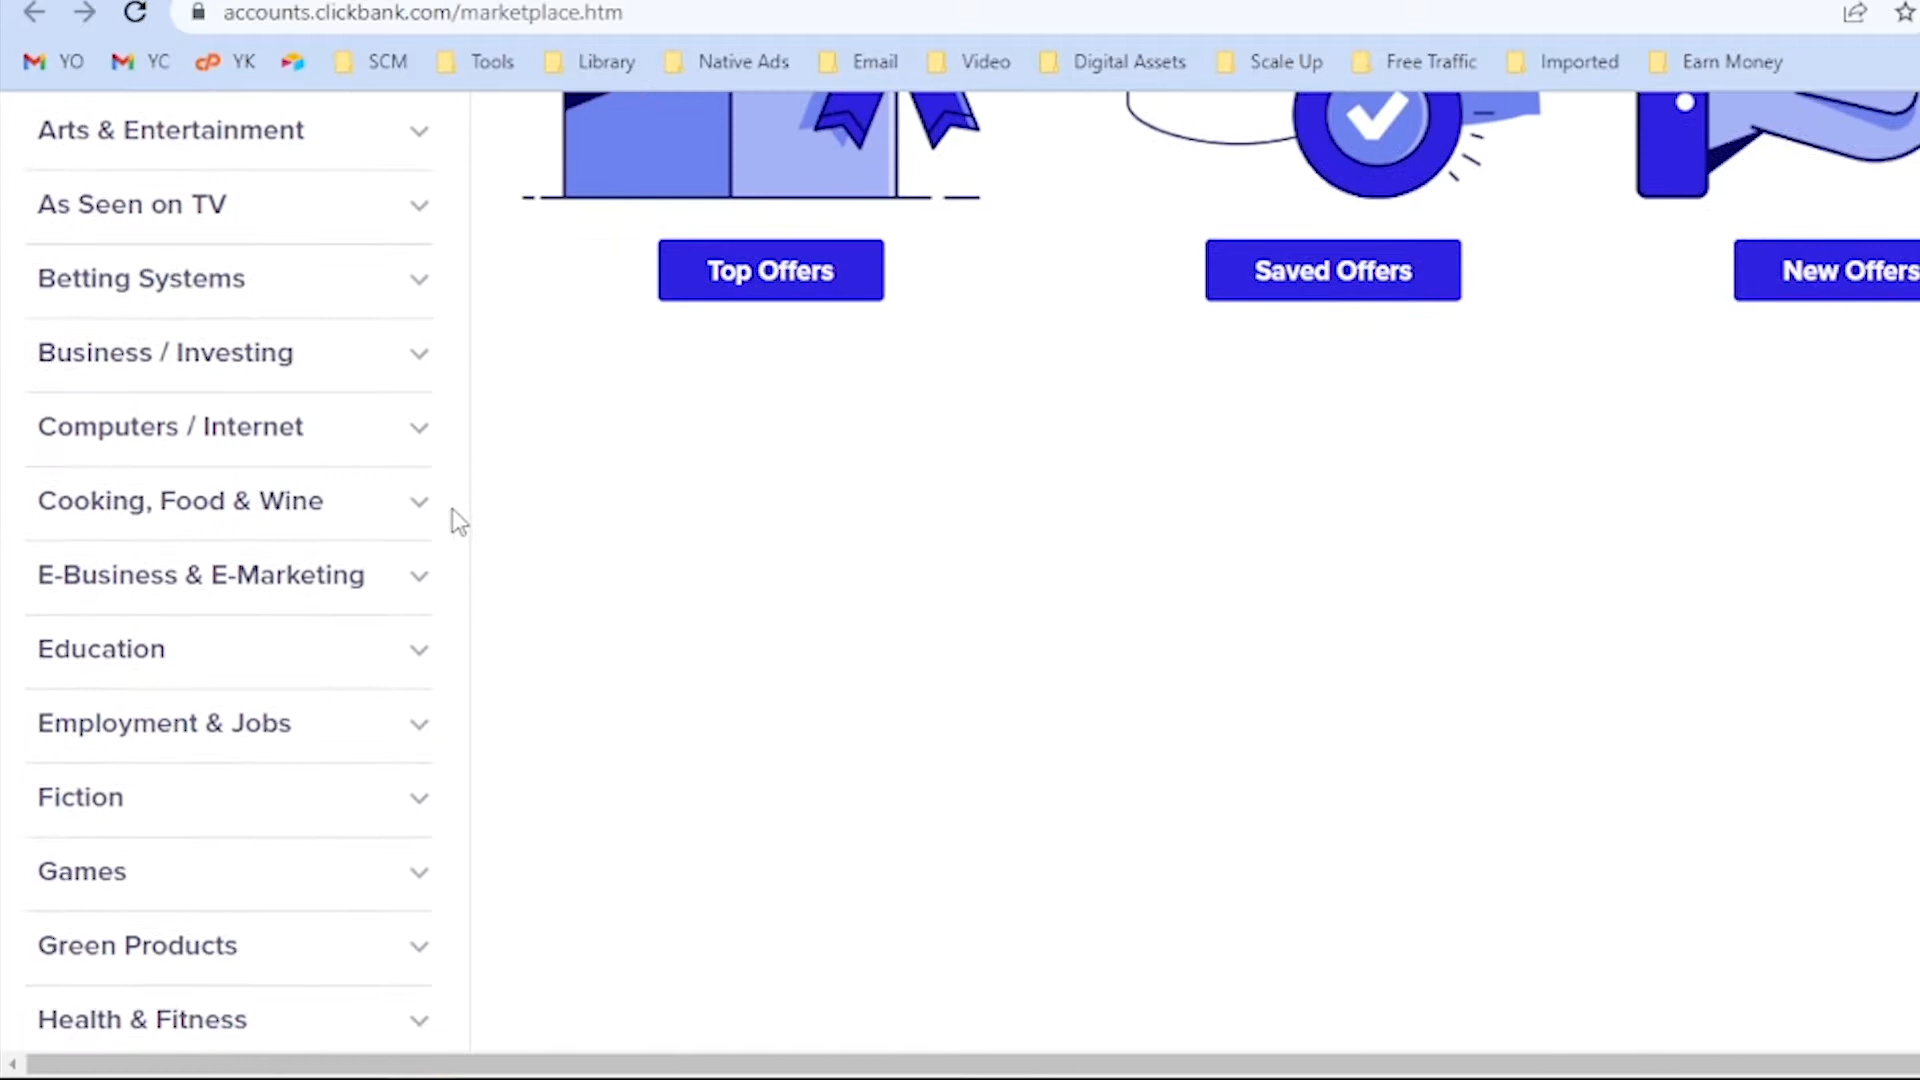 accounts.clickbank.com/marketplace.htm
YO YC YK SCM Tools Library Native Ads Email Video Digital Assets Scale Up Free Traffic Imported Earn Money
Arts & Entertainment
As Seen on TV
Betting Systems
Business / Investing
Computers / Internet
Cooking, Food & Wine
E-Business & E-Marketing
Education
Employment & Jobs
Fiction
Games
Green Products
Health & Fitness
Top Offers Saved Offers New Offers